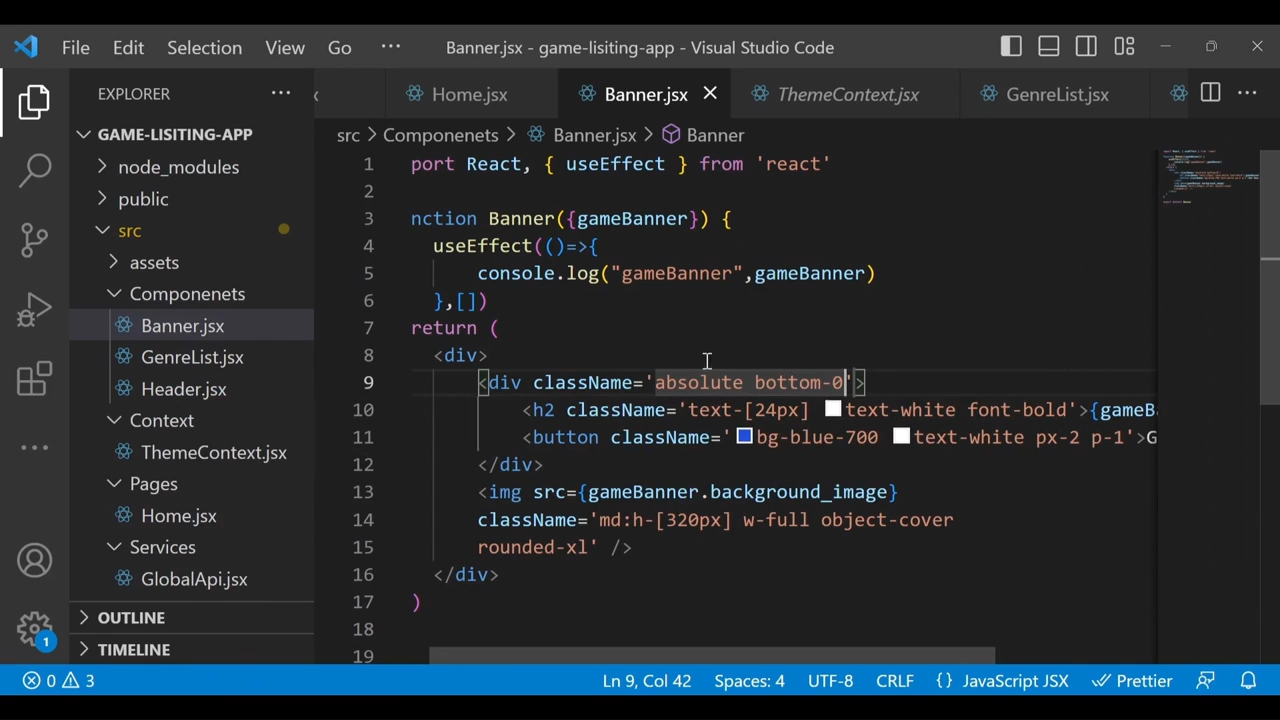 File Edit Selection View Go ··· Banner.jsx - game-lisiting-app - Visual Studio Code
EXPLORER ··· Home.jsx Banner.jsx ThemeContext.jsx GenreList.jsx ···
GAME-LISITING-APP
node_modules
public
src
assets
Componenets
Banner.jsx
GenreList.jsx
Header.jsx
Context
ThemeContext.jsx
Pages
Home.jsx
Services
GlobalApi.jsx
OUTLINE
TIMELINE
1
src > Componenets > Banner.jsx > Banner
1 port React, { useEffect } from 'react'
2
3 nction Banner({gameBanner}) {
4 useEffect(()=>{
5 console.log("gameBanner",gameBanner)
6 },[])
7 return (
8 <div>
9 <div className='absolute bottom-0'>
10 <h2 className='text-[24px] text-white font-bold'>{gameB
11 <button className=' bg-blue-700 text-white px-2 p-1'>G
12 </div>
13 <img src={gameBanner.background_image}
14 className='md:h-[320px] w-full object-cover
15 rounded-xl' />
16 </div>
17 )
18
19
0 3 Ln 9, Col 42 Spaces: 4 UTF-8 CRLF {} JavaScript JSX Prettier